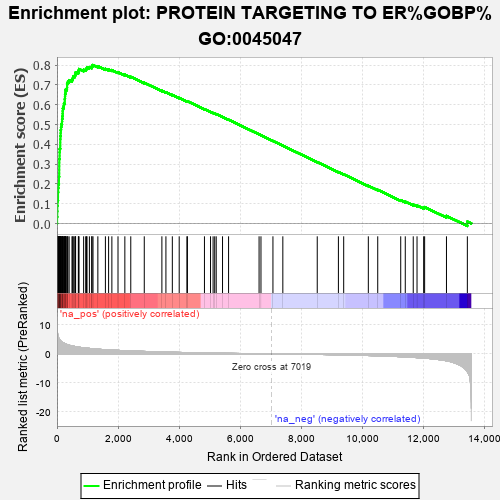 Enrichment plot: PROTEIN TARGETING TO ER%GOBP%
GO:0045047
Enrichment score (ES)
0.8
0.7
0.6
0.5
0.4
0.3
0.2
0.1
0.0
'na_pos' (positively correlated)
Ranked list metric (PreRanked)
10
0
-10
-20
Zero cross at 7019
'na_neg' (negatively correlated)
0
2,000
4,000
6,000
8,000
10,000
12,000
14,000
Rank in Ordered Dataset
Enrichment profile
Hits
Ranking metric scores